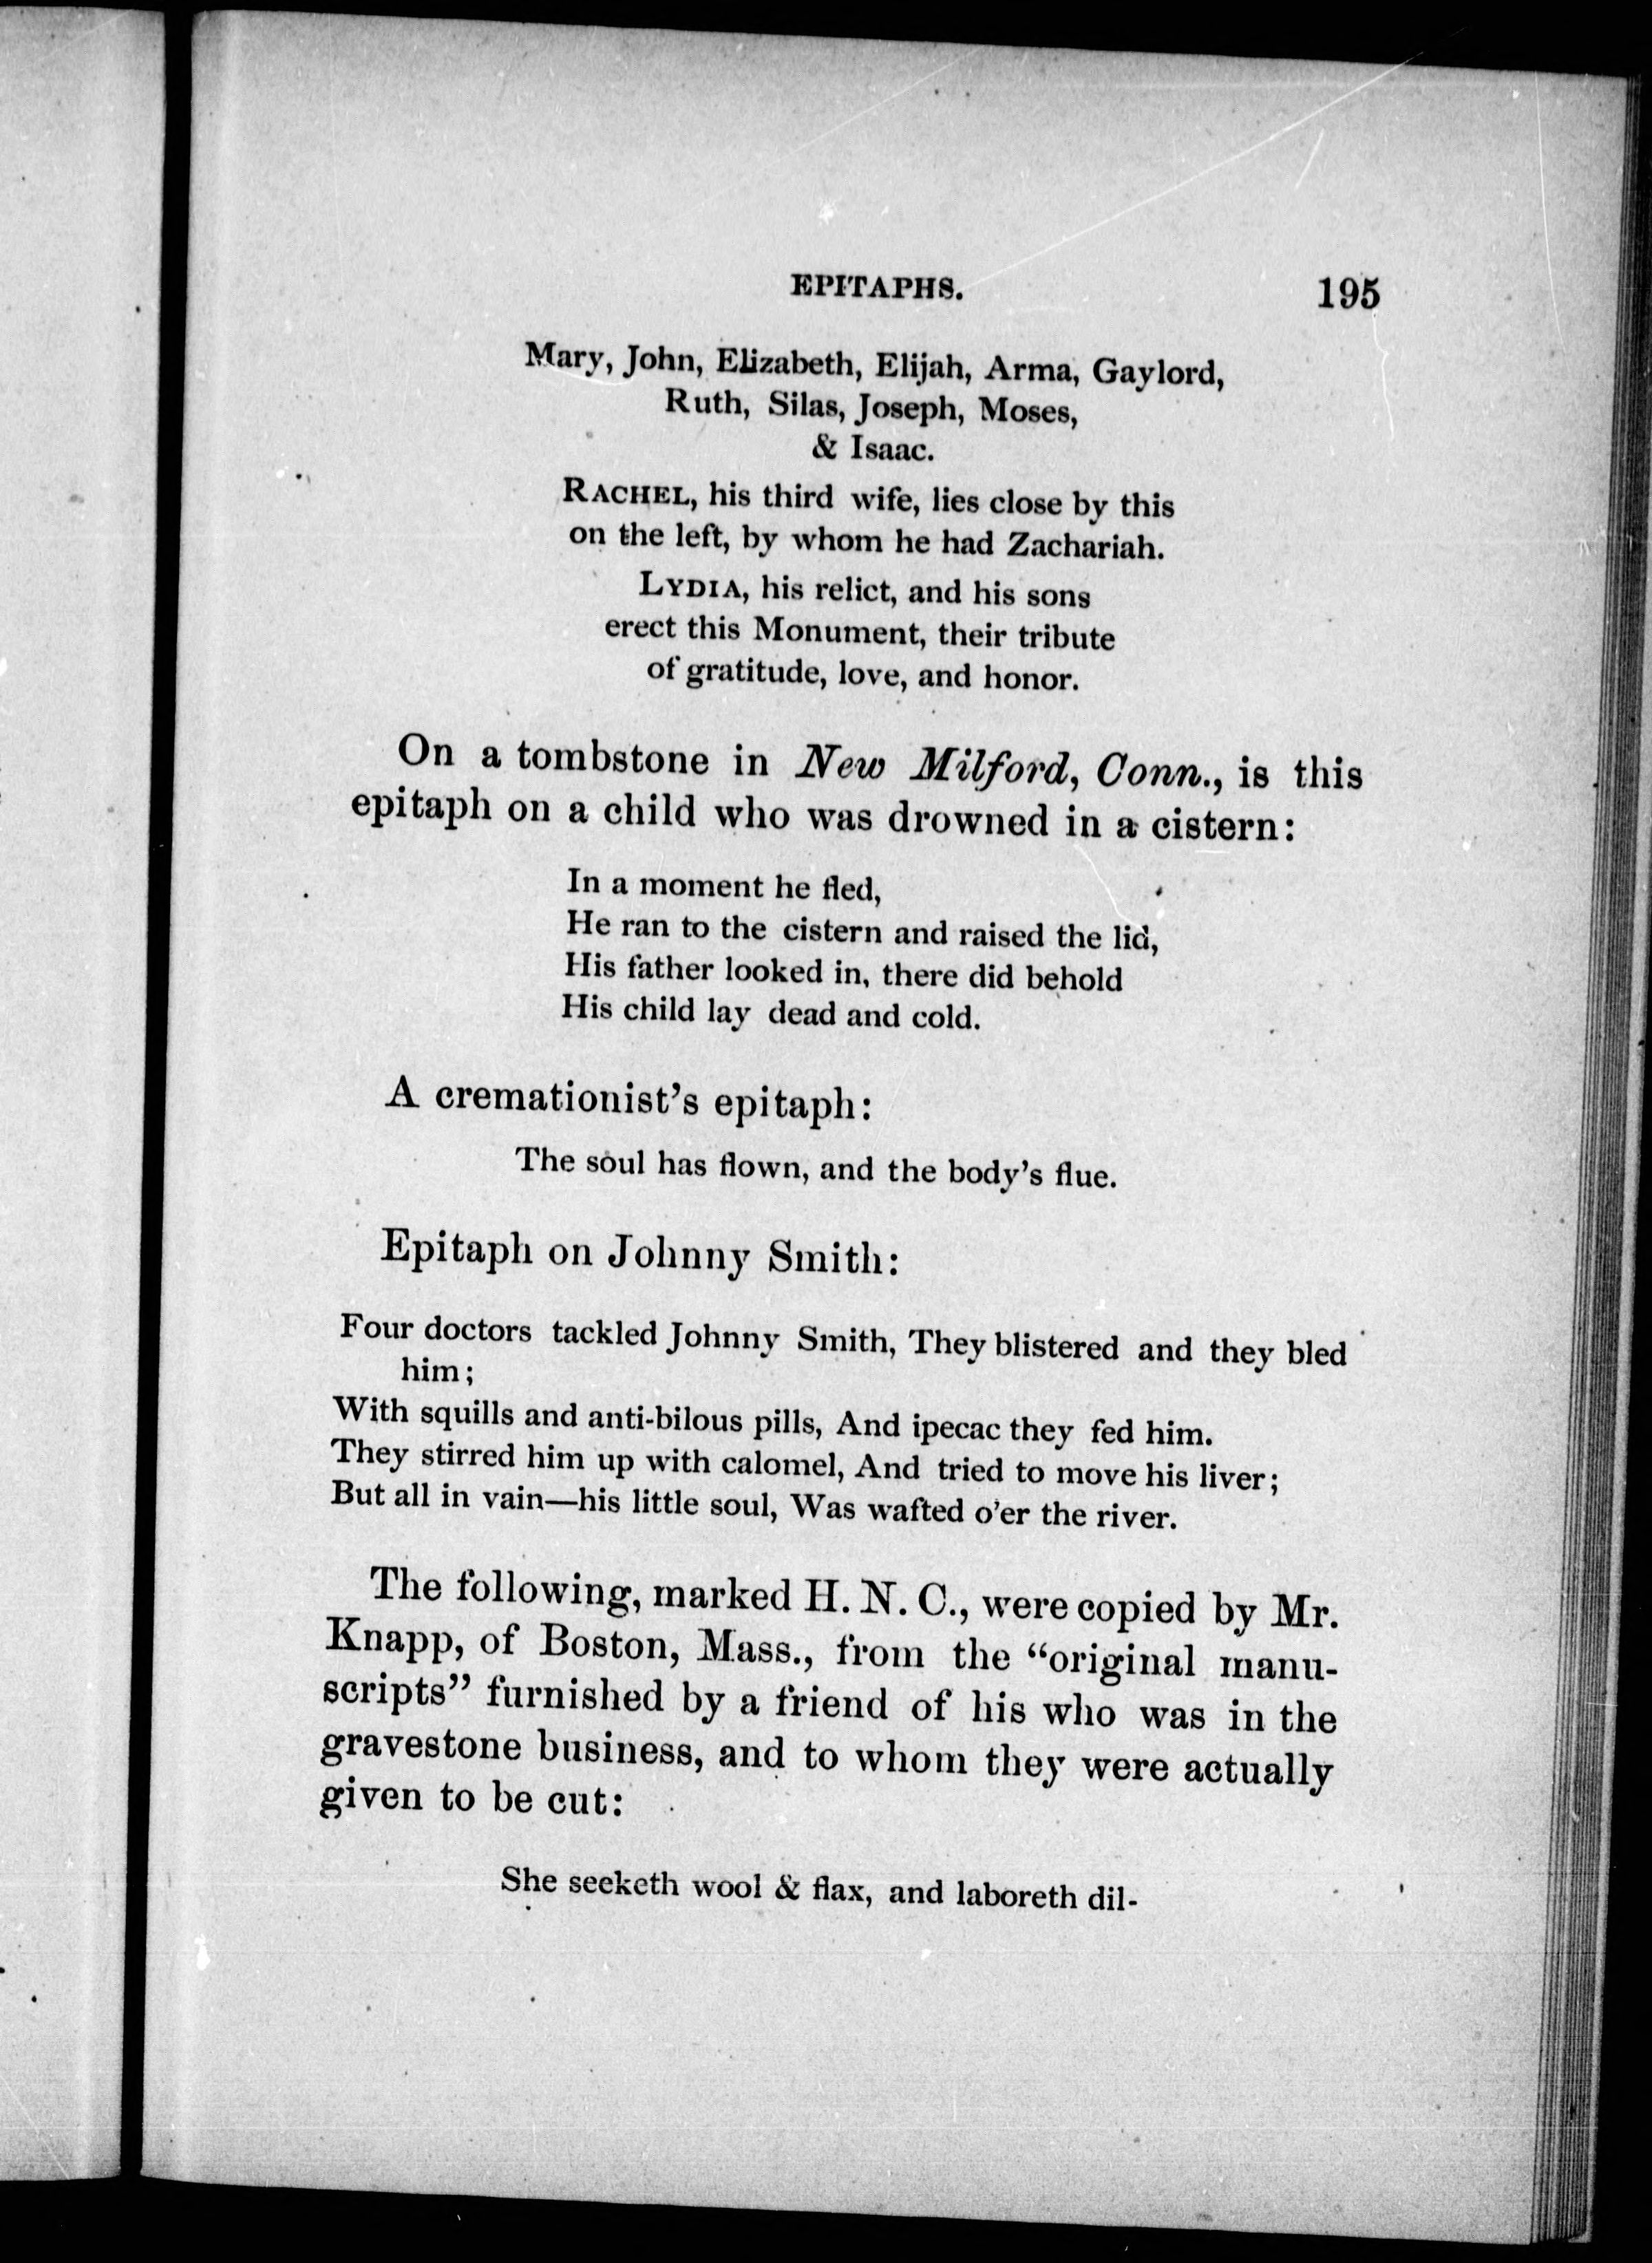 EPITAPHS. 195
Mary, John, Elizabeth, Elijah, Arma, Gaylord,
Ruth, Silas, Joseph, Moses,
& Isaac.
RACHEL, his third wife, lies close by this
on the left, by whom he had Zachariah.
LYDIA, his relict, and his sons
erect this Monument, their tribute
of gratitude, love, and honor.
On a tombstone in New Milford, Conn., is this
epitaph on a child who was drowned in a cistern:
In a moment he fled,
He ran to the cistern and raised the lid,
His father looked in, there did behold
His child lay dead and cold.
A cremationist's epitaph:
The soul has flown, and the body's flue.
Epitaph on Johnny Smith:
Four doctors tackled Johnny Smith, They blistered and they bled
him;
With squills and anti-bilous pills, And ipecac they fed him.
They stirred him up with calomel, And tried to move his liver;
But all in vain—his little soul, Was wafted o'er the river.
The following, marked H. N. C., were copied by Mr.
Knapp, of Boston, Mass., from the "original manu-
scripts" furnished by a friend of his who was in the
gravestone business, and to whom they were actually
given to be cut:
She seeketh wool & flax, and laboreth dil-